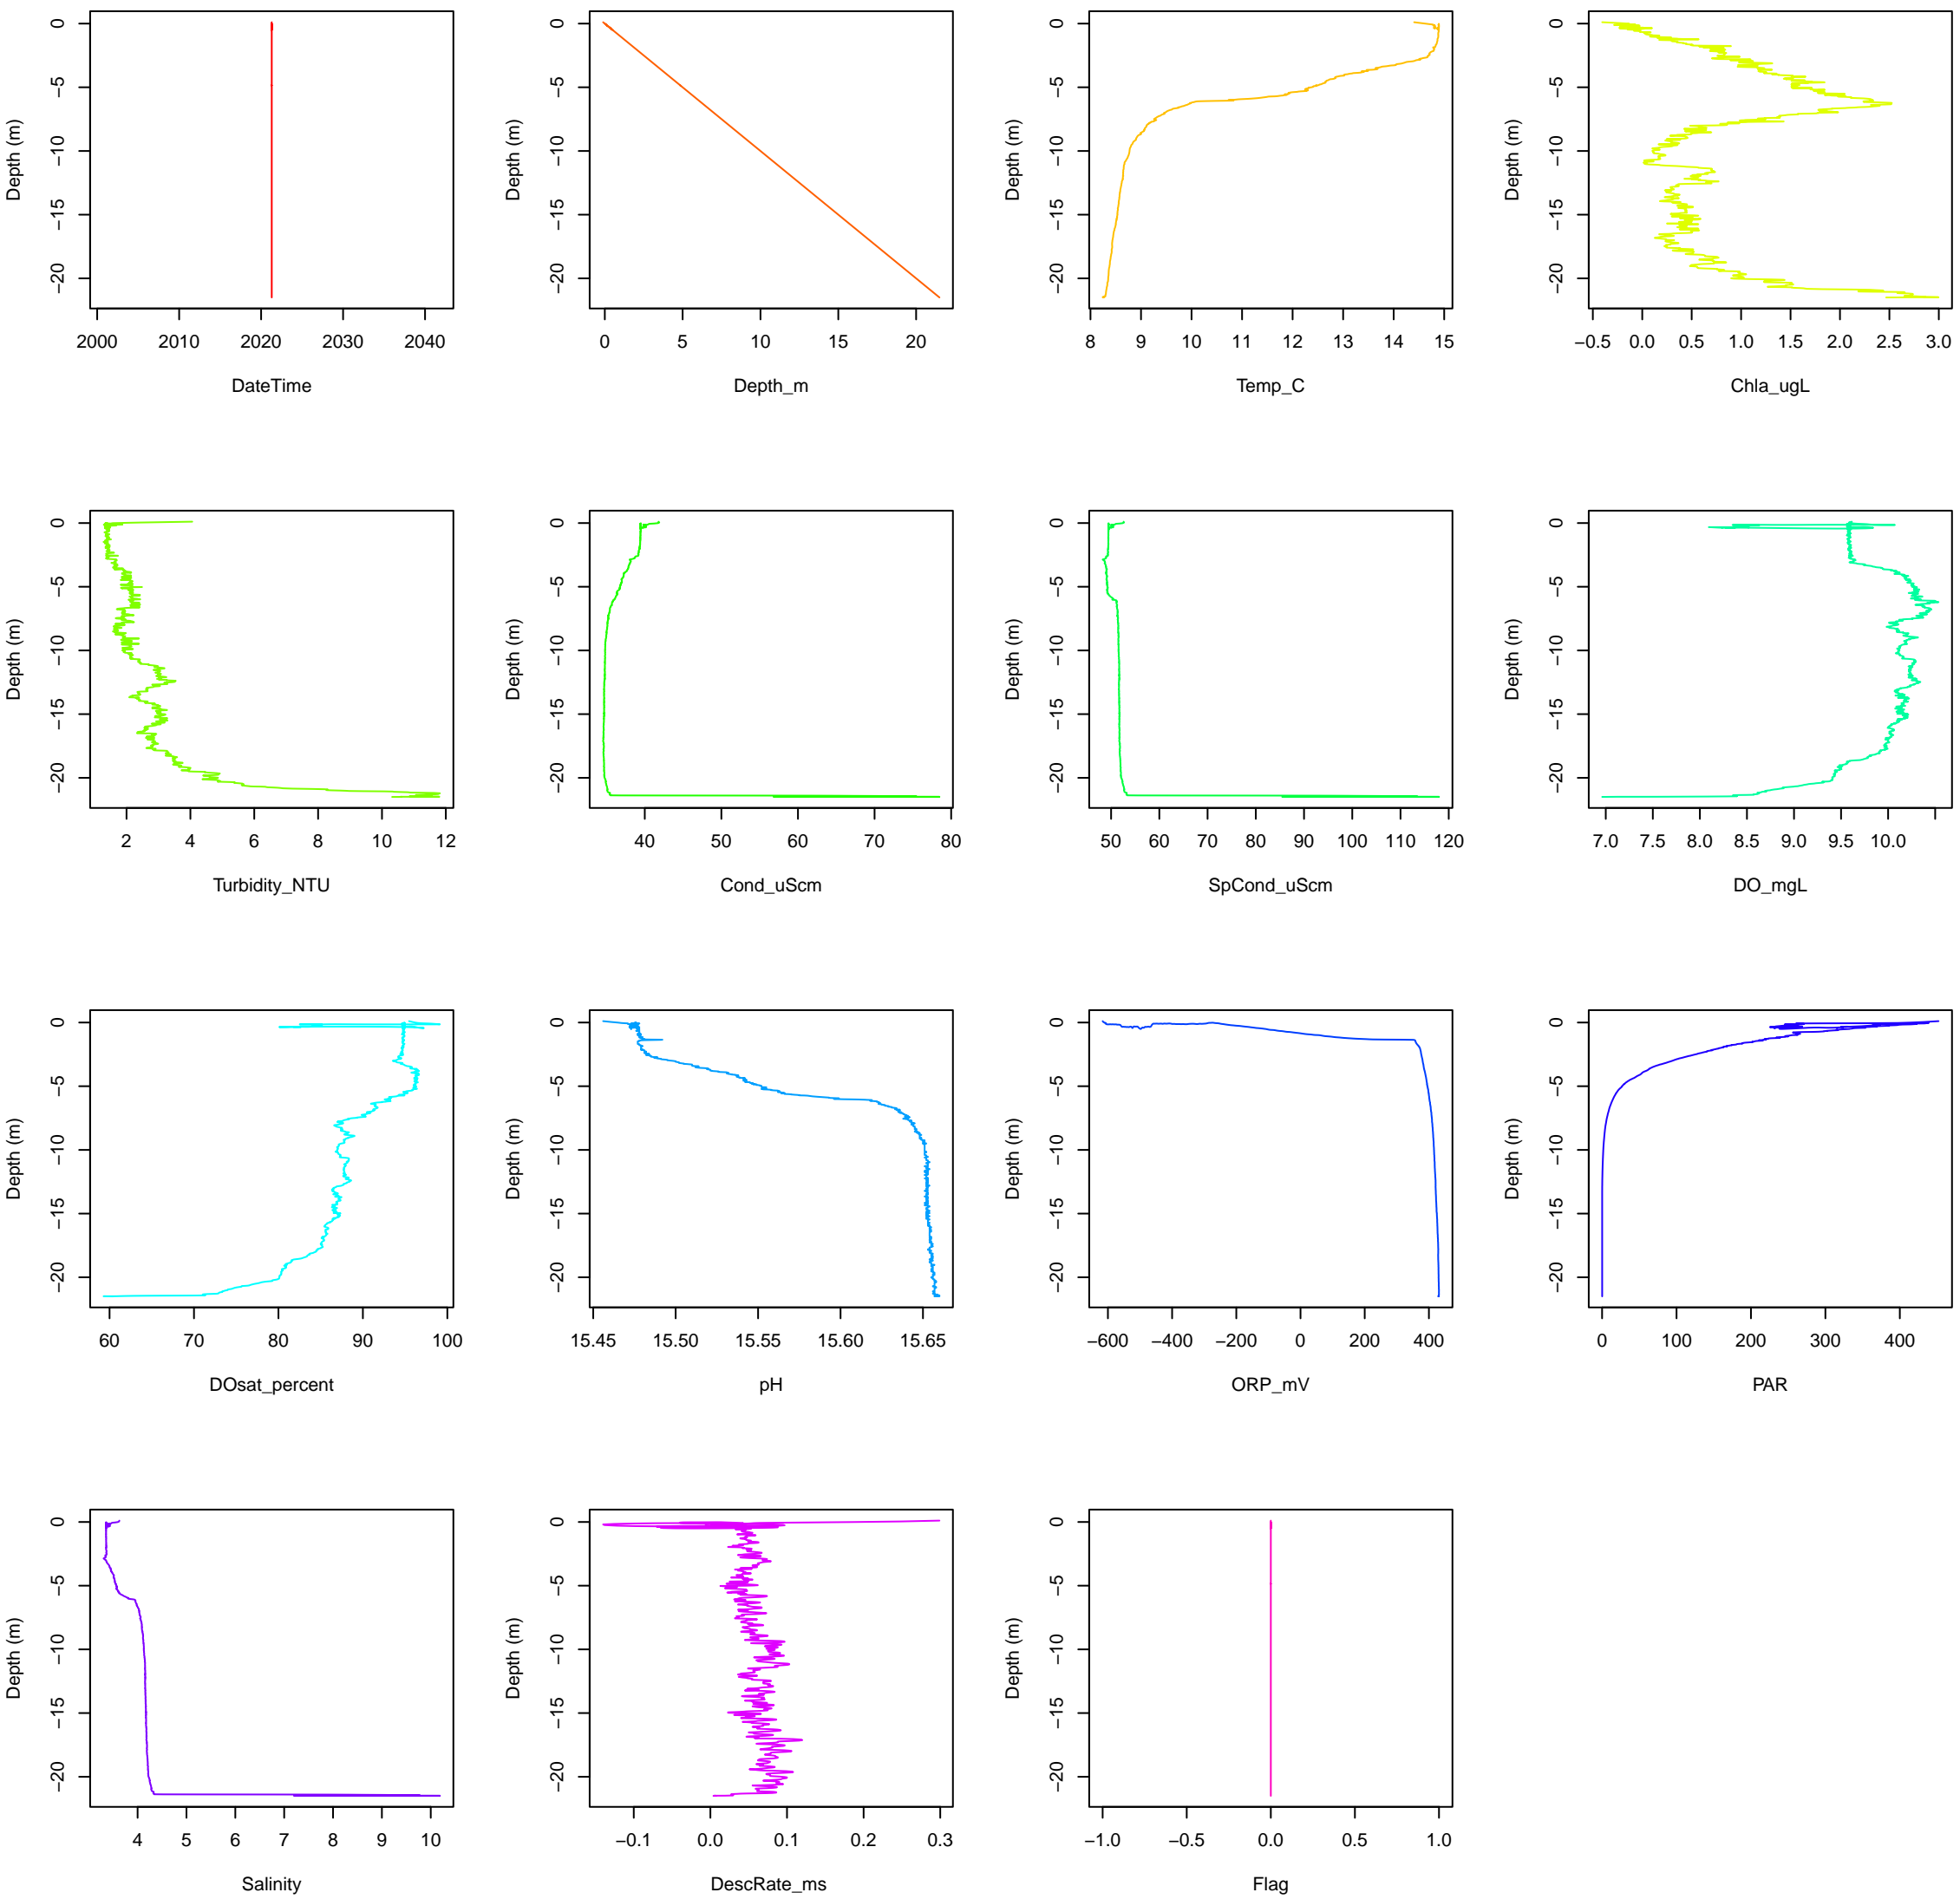 Depth (m)
0
−5
−10
−15
−20
2000 2010 2020 2030 2040
DateTime
Depth (m)
0
−5
−10
−15
−20
0 5 10 15 20
Depth_m
Depth (m)
0
−5
−10
−15
−20
8 9 10 11 12 13 14 15
Temp_C
Depth (m)
0
−5
−10
−15
−20
−0.5 0.0 0.5 1.0 1.5 2.0 2.5 3.0
Chla_ugL
Depth (m)
0
−5
−10
−15
−20
2 4 6 8 10 12
Turbidity_NTU
Depth (m)
0
−5
−10
−15
−20
40 50 60 70 80
Cond_uScm
Depth (m)
0
−5
−10
−15
−20
50 60 70 80 90 100 110 120
SpCond_uScm
Depth (m)
0
−5
−10
−15
−20
7.0 7.5 8.0 8.5 9.0 9.5 10.0
DO_mgL
Depth (m)
0
−5
−10
−15
−20
60 70 80 90 100
DOsat_percent
Depth (m)
0
−5
−10
−15
−20
15.45 15.50 15.55 15.60 15.65
pH
Depth (m)
0
−5
−10
−15
−20
−600 −400 −200 0 200 400
ORP_mV
Depth (m)
0
−5
−10
−15
−20
0 100 200 300 400
PAR
Depth (m)
0
−5
−10
−15
−20
4 5 6 7 8 9 10
Salinity
Depth (m)
0
−5
−10
−15
−20
−0.1 0.0 0.1 0.2 0.3
DescRate_ms
Depth (m)
0
−5
−10
−15
−20
−1.0 −0.5 0.0 0.5 1.0
Flag